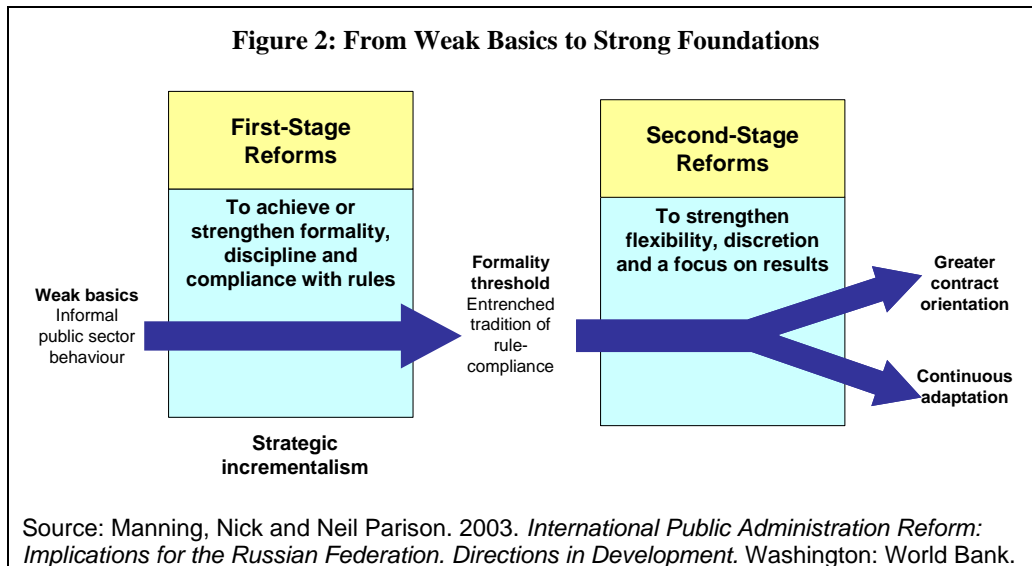 Figure 2: From Weak Basics to Strong Foundations
First-Stage
Reforms
To achieve or
strengthen formality,
discipline and
compliance with rules
Weak basics
Informal
public sector
behaviour
Strategic
incrementalism
Formality
threshold
Entrenched
tradition of
rule-
compliance
Second-Stage
Reforms
To strengthen
flexibility, discretion
and a focus on results
Greater
contract
orientation
Continuous
adaptation
Source: Manning, Nick and Neil Parison. 2003. International Public Administration Reform:
Implications for the Russian Federation. Directions in Development. Washington: World Bank.